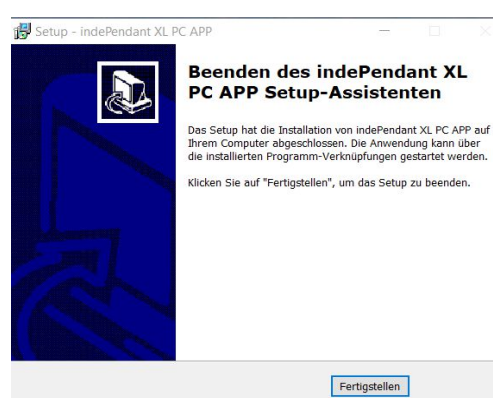 Setup - indePendant XL PC APP
Beenden des indePendant XL
PC APP Setup-Assistenten
Das Setup hat die Installation von indePendant XL PC APP auf
Ihrem Computer abgeschlossen. Die Anwendung kann über
die installierten Programm-Verknüpfungen gestartet werden.
Klicken Sie auf "Fertigstellen", um das Setup zu beenden.
Fertigstellen